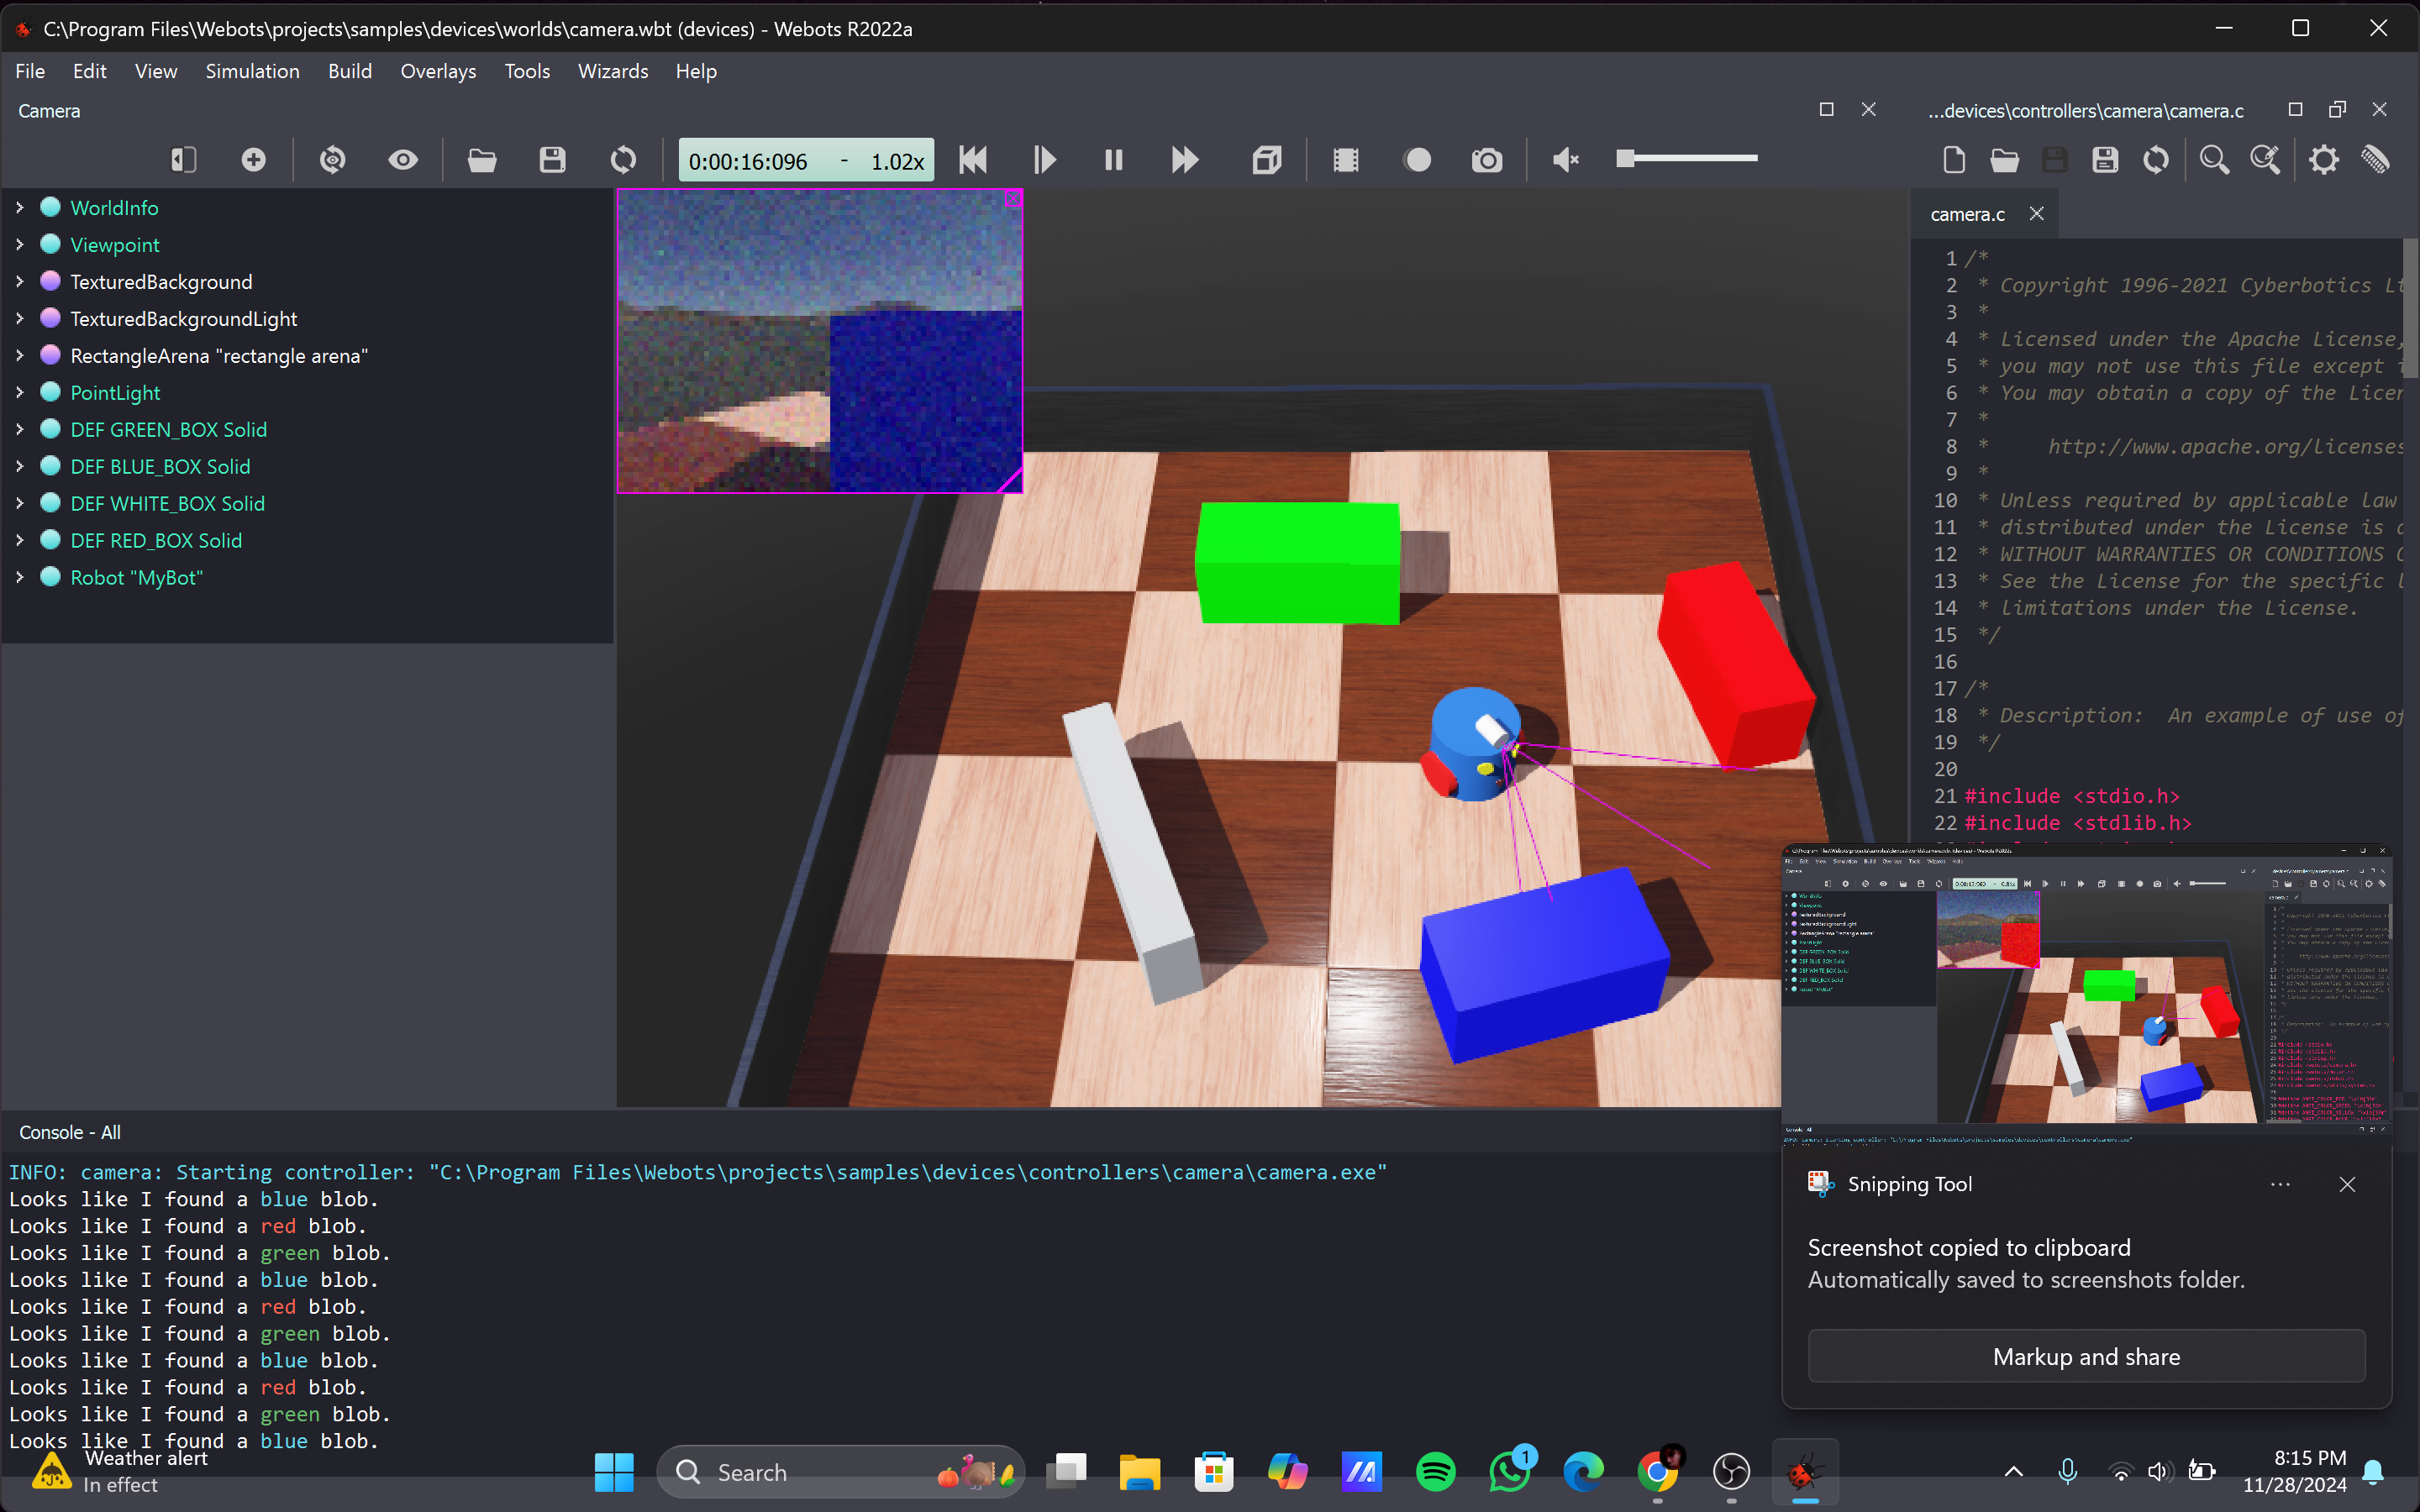 C:\Program Files\Webots\projects\samples\devices\worlds\camera.wbt (devices) - Webots R2022a
File Edit View Simulation Build Overlays Tools Wizards Help
Camera
...devices\controllers\camera\camera.c
0:00:16:096 - 1.02x
WorldInfo
Viewpoint
TexturedBackground
TexturedBackgroundLight
RectangleArena "rectangle arena"
PointLight
DEF GREEN_BOX Solid
DEF BLUE_BOX Solid
DEF WHITE_BOX Solid
DEF RED_BOX Solid
Robot "MyBot"
camera.c
1 /*
2 * Copyright 1996-2021 Cyberbotics Lt
3 *
4 * Licensed under the Apache License,
5 * you may not use this file except i
6 * You may obtain a copy of the Licen
7 *
8 * http://www.apache.org/licenses
9 *
10 * Unless required by applicable law
11 * distributed under the License is d
12 * WITHOUT WARRANTIES OR CONDITIONS O
13 * See the License for the specific l
14 * limitations under the License.
15 */
16
17 /*
18 * Description: An example of use of
19 */
20
21 #include <stdio.h>
22 #include <stdlib.h>
Console - All
INFO: camera: Starting controller: "C:\Program Files\Webots\projects\samples\devices\controllers\camera\camera.exe"
Looks like I found a blue blob.
Looks like I found a red blob.
Looks like I found a green blob.
Looks like I found a blue blob.
Looks like I found a red blob.
Looks like I found a green blob.
Looks like I found a blue blob.
Looks like I found a red blob.
Looks like I found a green blob.
Looks like I found a blue blob.
Snipping Tool
Screenshot copied to clipboard
Automatically saved to screenshots folder.
Markup and share
Weather alert
In effect
Search
1
8:15 PM
11/28/2024